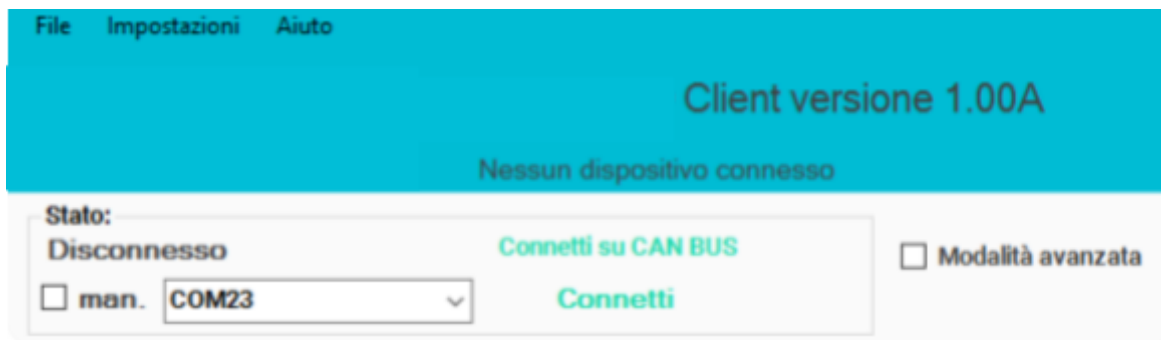 File Impostazioni Aiuto
Client versione 1.00A
Nessun dispositivo connesso
Stato:
Disconnesso Connetti su CAN BUS
Modalità avanzata
man. COM23 Connetti